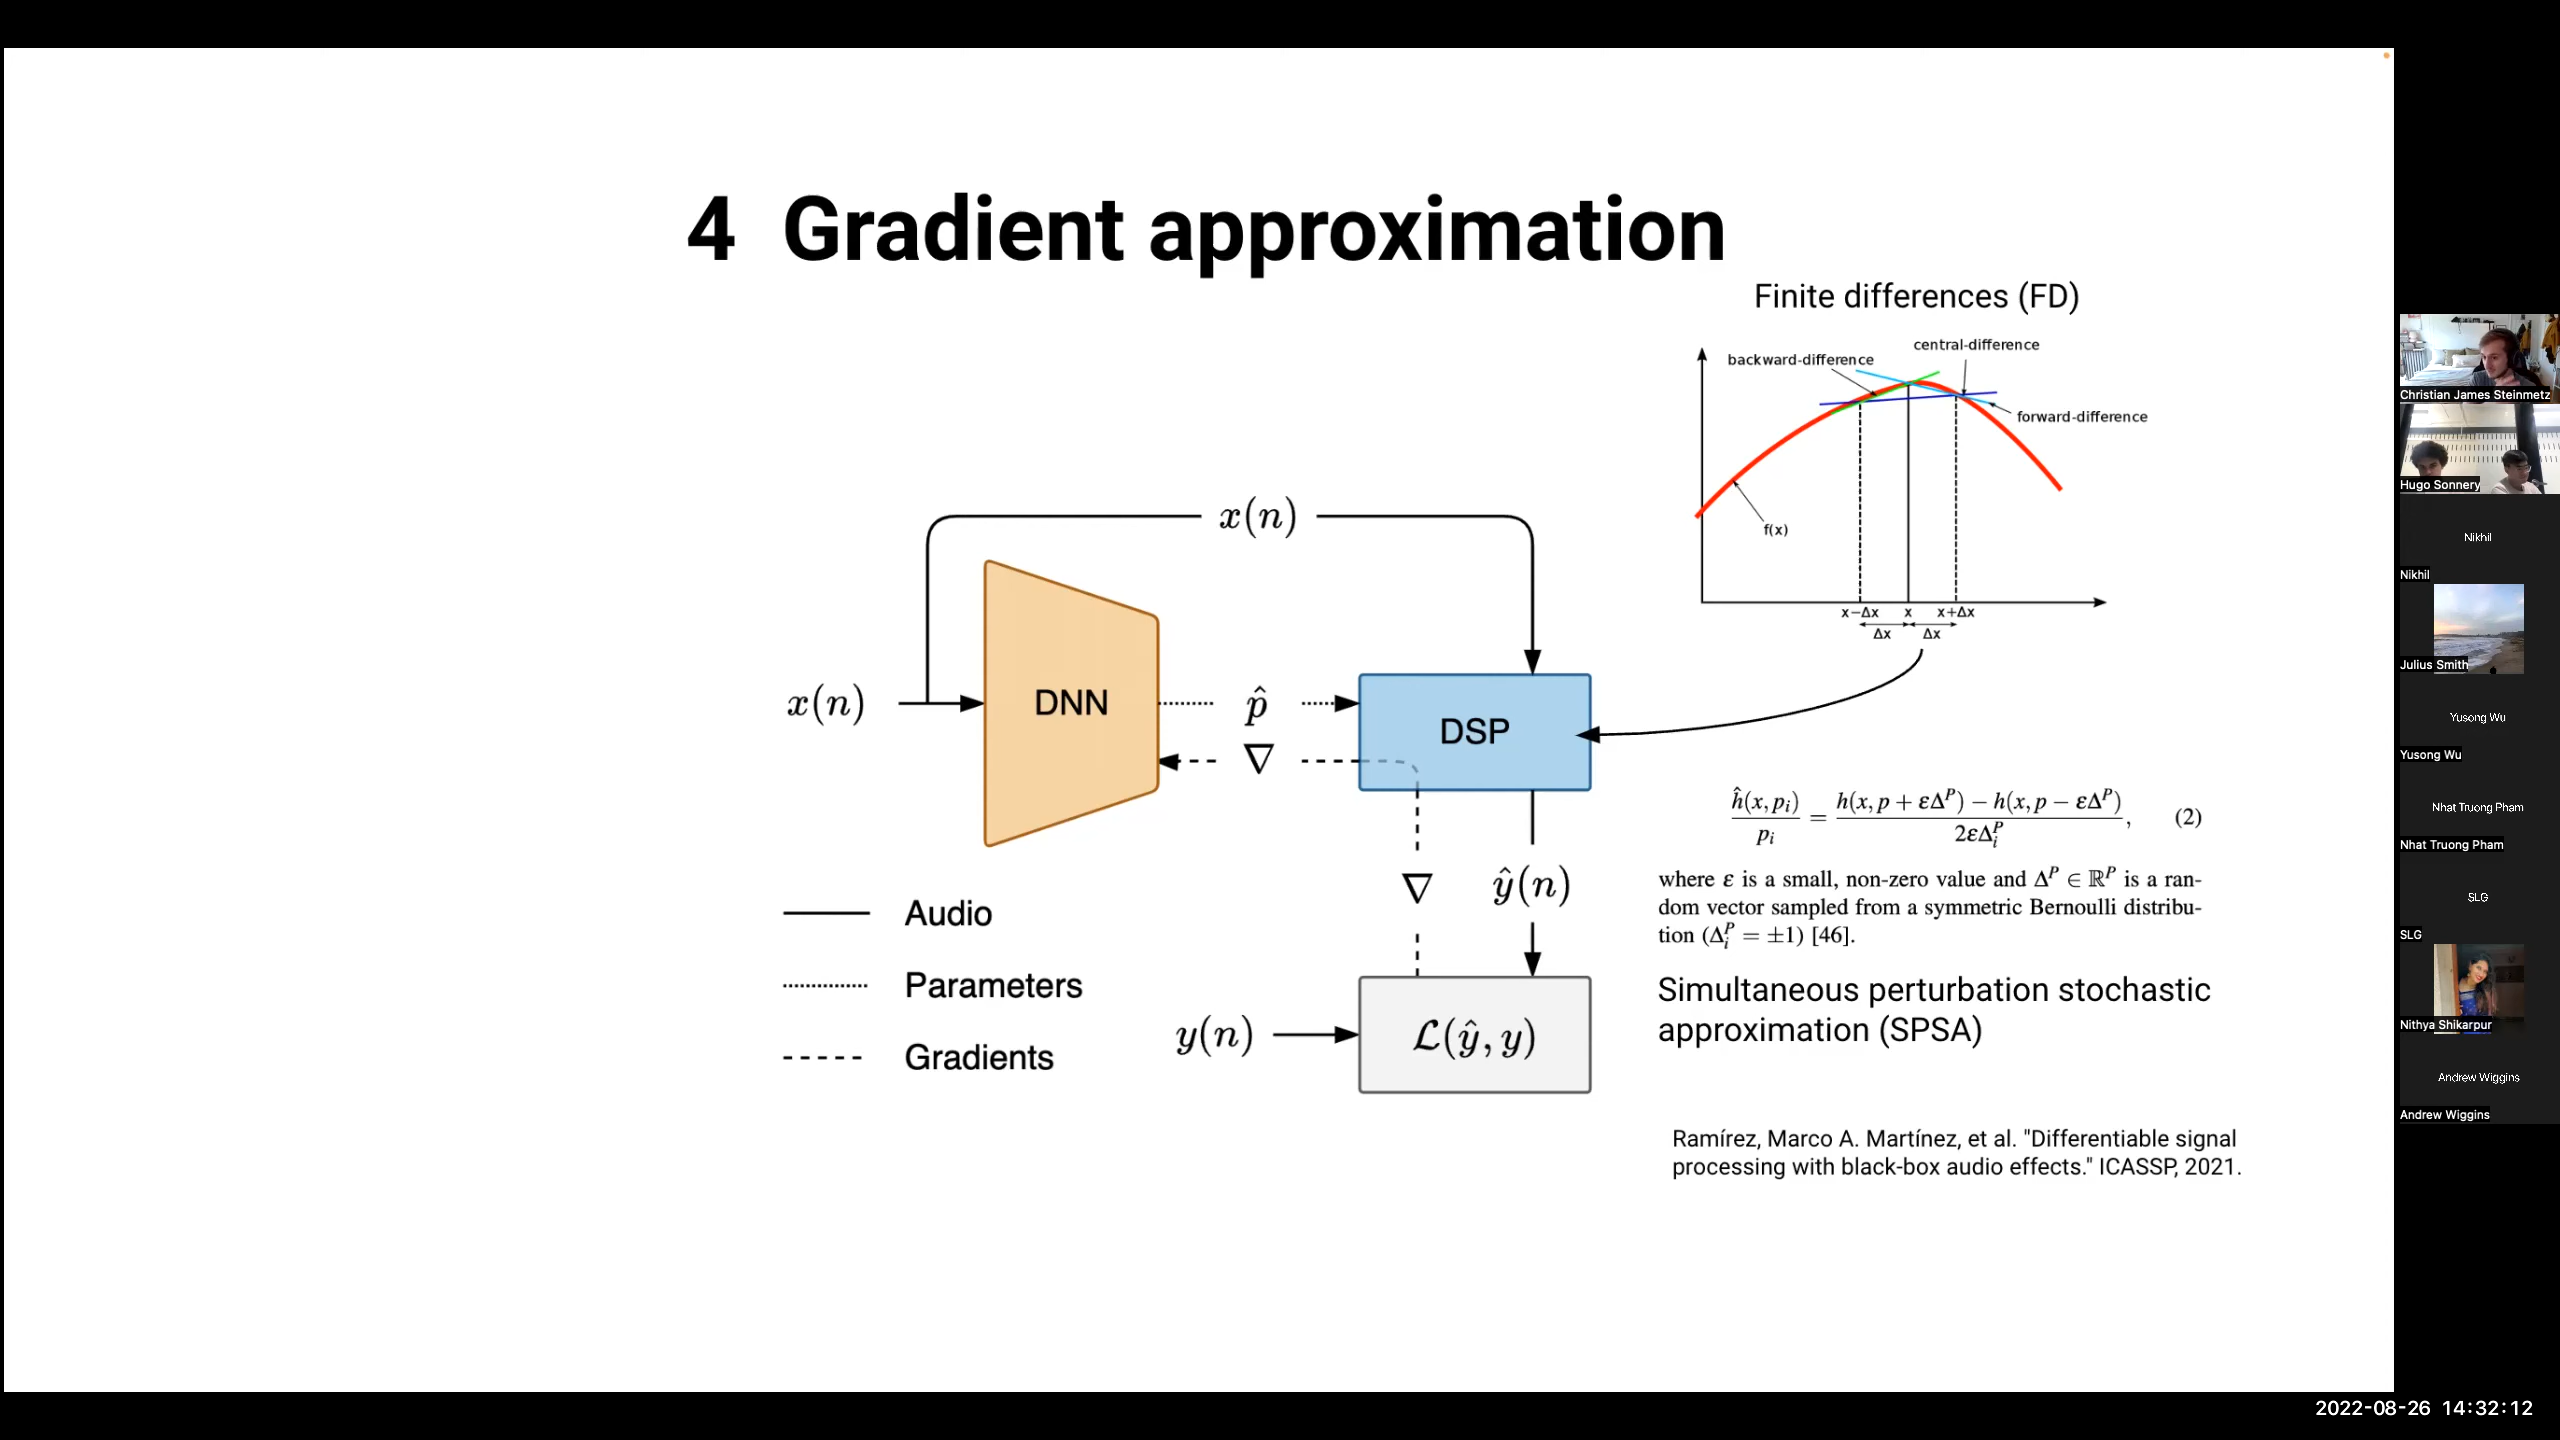 4 Gradient approximation
Finite differences (FD)
backward-difference
central-difference
forward-difference
f(x)
x−Δx
x
x+Δx
Δx
Δx
x(n)
x(n)
DNN
p̂
∇
DSP
∇
ŷ(n)
y(n)
ℒ(ŷ, y)
Audio
Parameters
Gradients
ĥ(x, p_i) / p_i = (h(x, p + εΔ^P) − h(x, p − εΔ^P)) / 2εΔ_i^P, (2)
where ε is a small, non-zero value and Δ^P ∈ ℝ^P is a ran-
dom vector sampled from a symmetric Bernoulli distribu-
tion (Δ_i^P = ±1) [46].
Simultaneous perturbation stochastic
approximation (SPSA)
Ramírez, Marco A. Martínez, et al. "Differentiable signal
processing with black-box audio effects." ICASSP, 2021.
Christian James Steinmetz
Hugo Sonnery
Nikhil
Nikhil
Julius Smith
Yusong Wu
Yusong Wu
Nhat Truong Pham
Nhat Truong Pham
SLG
SLG
Nithya Shikarpur
Andrew Wiggins
Andrew Wiggins
2022-08-26 14:32:12